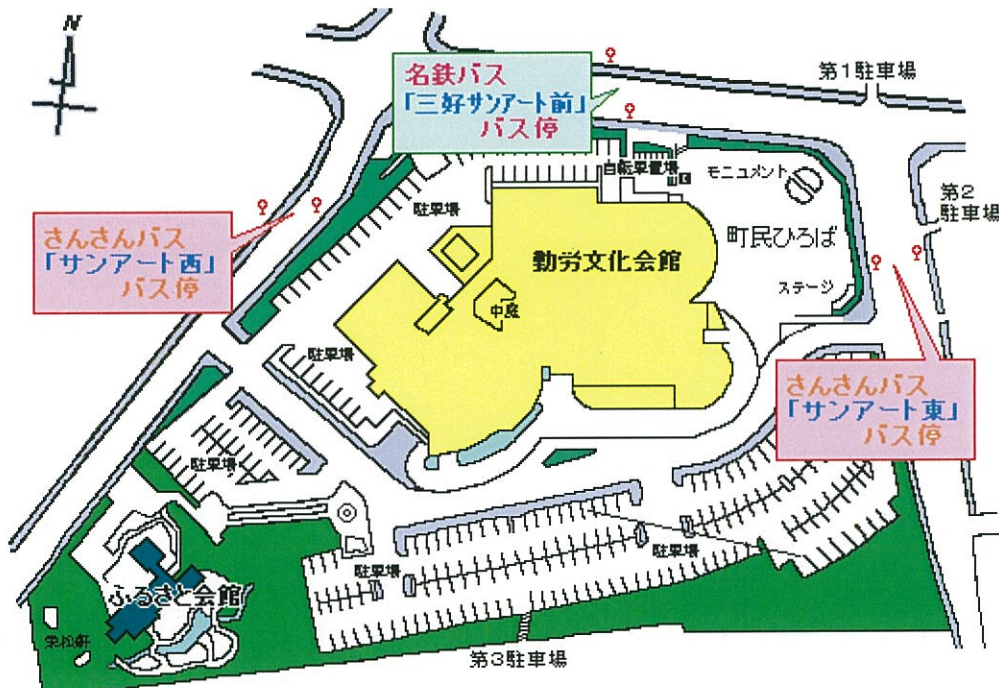 N
名鉄バス
「三好サンアート前」
バス停
第1駐車場
自転車置場
モニュメント
第2
駐車場
駐車場
町民ひろば
さんさんバス
「サンアート西」
バス停
勤労文化会館
ステージ
中庭
駐車場
さんさんバス
「サンアート東」
バス停
駐車場
駐車場
駐車場
ふるさと会館
第3駐車場